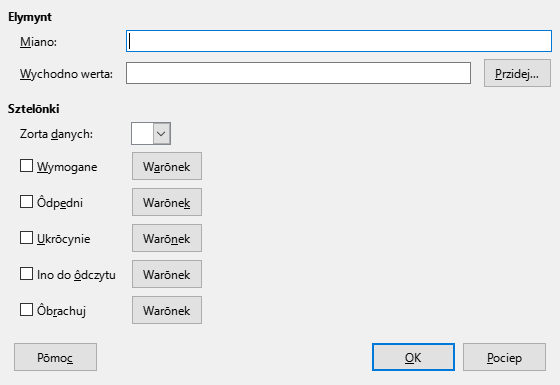 Elymynt
Miano:
Wychodno werta: Przidej...
Sztelōnki
Zorta danych:
Wymogane Warōnek
Ôdpedni Warōnek
Ukrōcynie Warōnek
Ino do ôdczytu Warōnek
Ôbrachuj Warōnek
Pōmoc OK Pociep